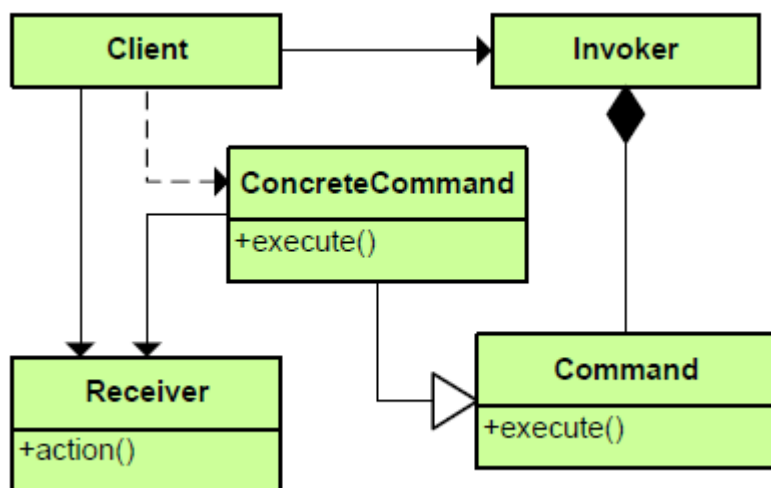 Client
Invoker
ConcreteCommand
+execute()
Receiver
+action()
Command
+execute()